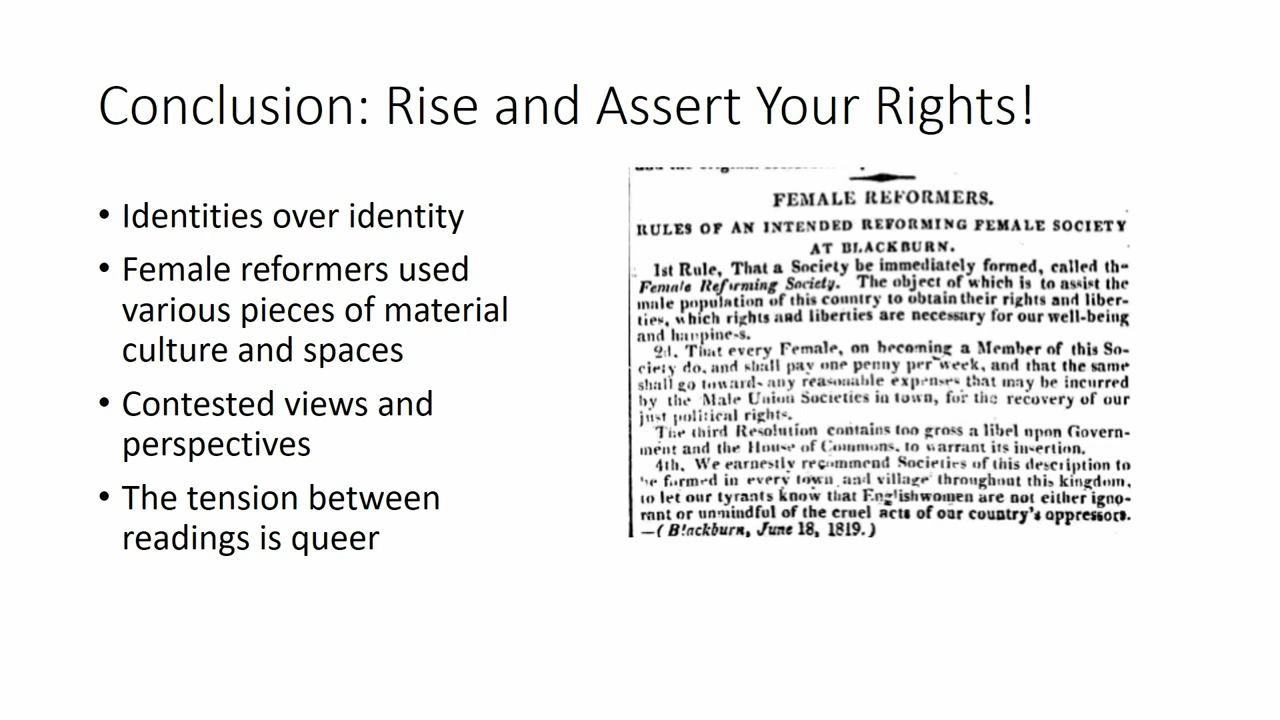 Conclusion: Rise and Assert Your Rights!
• Identities over identity
• Female reformers used
various pieces of material
culture and spaces
• Contested views and
perspectives
• The tension between
readings is queer
FEMALE REFORMERS.
RULES OF AN INTENDED REFORMING FEMALE SOCIETY
AT BLACKBURN.
1st Rule, That a Society be immediately formed, called the
Female Reforming Society. The object of which is to assist the
male population of this country to obtain their rights and liber-
ties, which rights and liberties are necessary for our well-being
and happiness.
2d. That every Female, on becoming a Member of this So-
ciety do, and shall pay one penny per week, and that the same
shall go towards any reasonable expenses that may be incurred
by the Male Union Societies in town, for the recovery of our
just political rights.
The third Resolution contains too gross a libel upon Govern-
ment and the House of Commons, to warrant its insertion.
4th. We earnestly recommend Societies of this description to
be formed in every town and village throughout this kingdom,
to let our tyrants know that Englishwomen are not either igno-
rant or unmindful of the cruel acts of our country's oppressors.
—(Blackburn, June 18, 1819.)